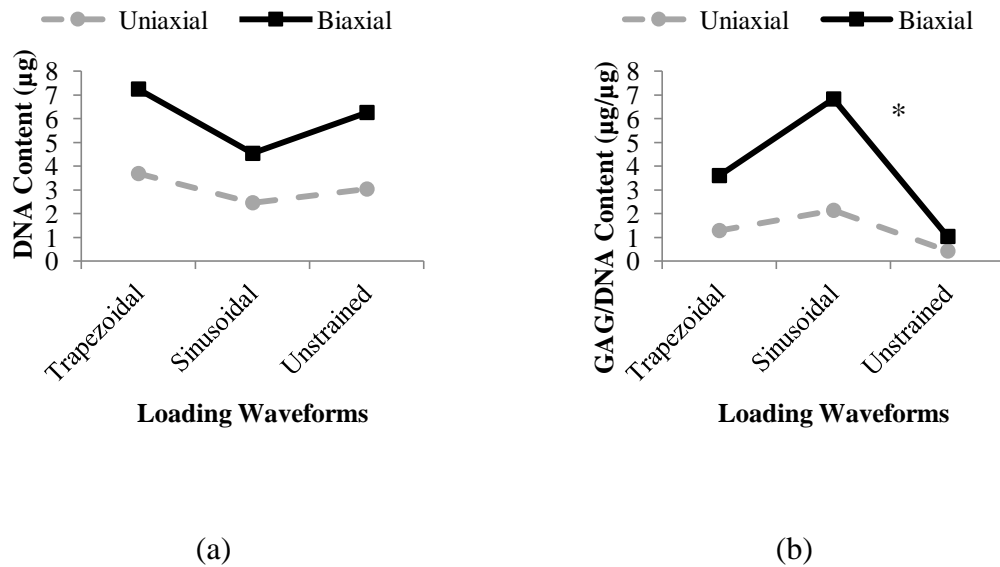 Uniaxial Biaxial
DNA Content (µg)
8
7
6
5
4
3
2
1
0
Trapezoidal
Sinusoidal
Unstrained
Loading Waveforms
(a)
Uniaxial Biaxial
GAG/DNA Content (µg/µg)
8
7
6
5
4
3
2
1
0
*
Trapezoidal
Sinusoidal
Unstrained
Loading Waveforms
(b)